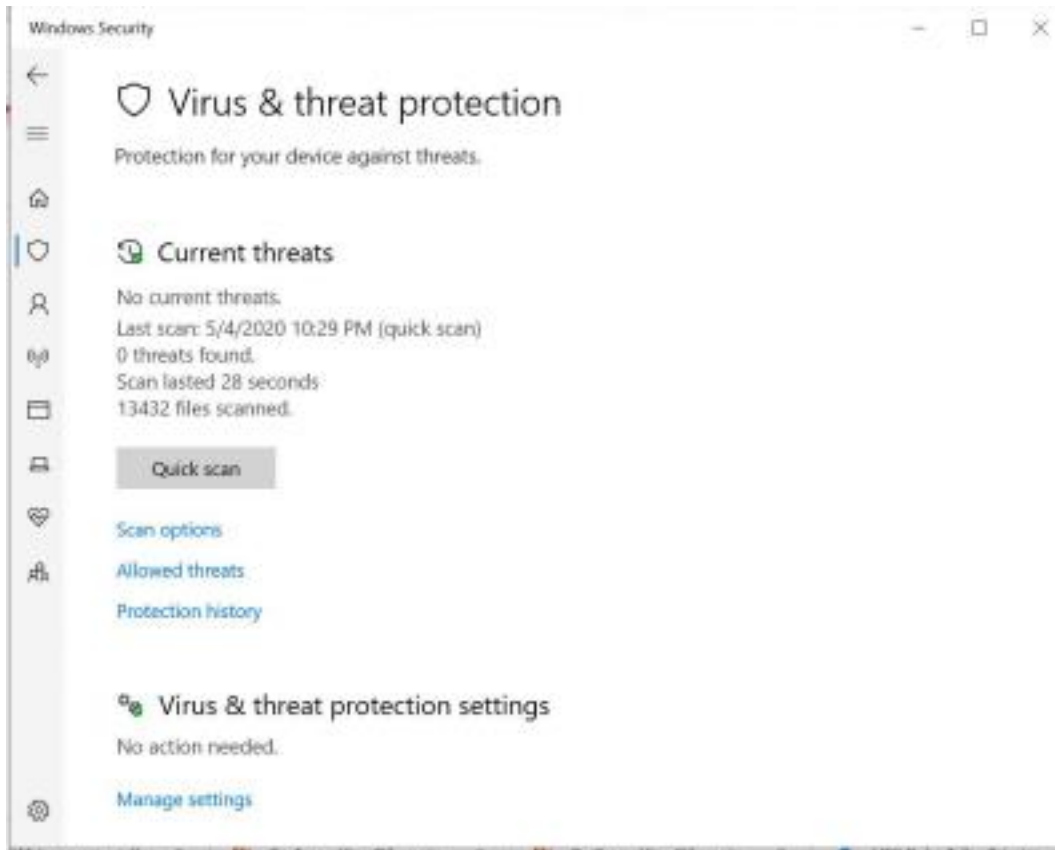 Windows Security
Virus & threat protection
Protection for your device against threats.
Current threats
No current threats.
Last scan: 5/4/2020 10:29 PM (quick scan)
0 threats found.
Scan lasted 28 seconds
13432 files scanned.
Quick scan
Scan options
Allowed threats
Protection history
Virus & threat protection settings
No action needed.
Manage settings